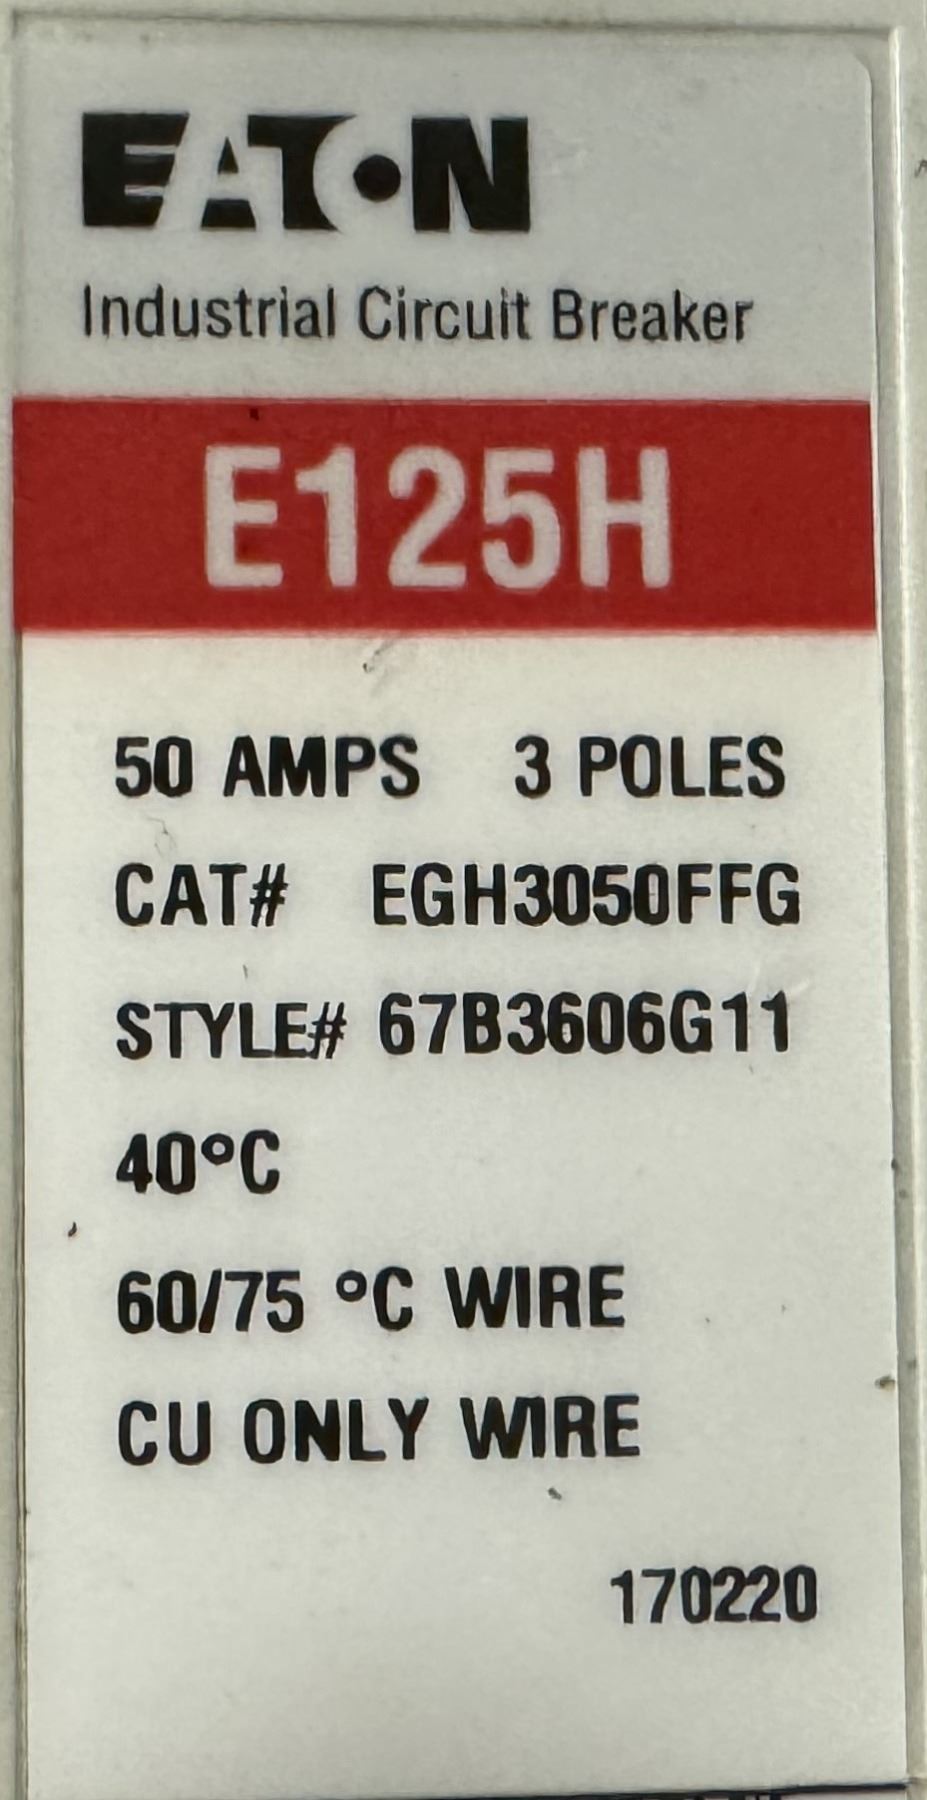 EATON
Industrial Circuit Breaker
E125H
50 AMPS 3 POLES
CAT# EGH3050FFG
STYLE# 67B3606G11
40°C
60/75 °C WIRE
CU ONLY WIRE
170220